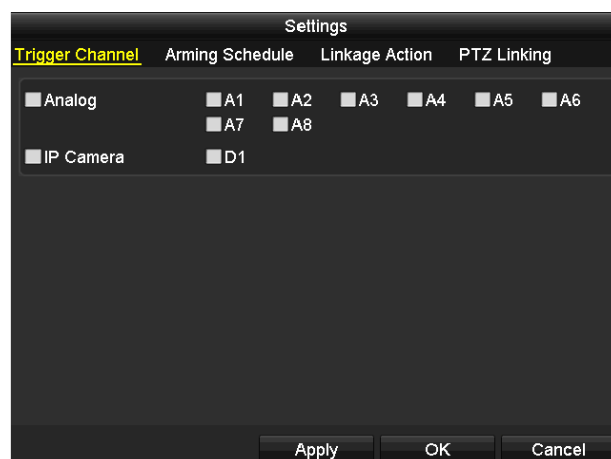 Settings
Trigger Channel Arming Schedule Linkage Action PTZ Linking
Analog A1 A2 A3 A4 A5 A6
A7 A8
IP Camera D1
Apply OK Cancel